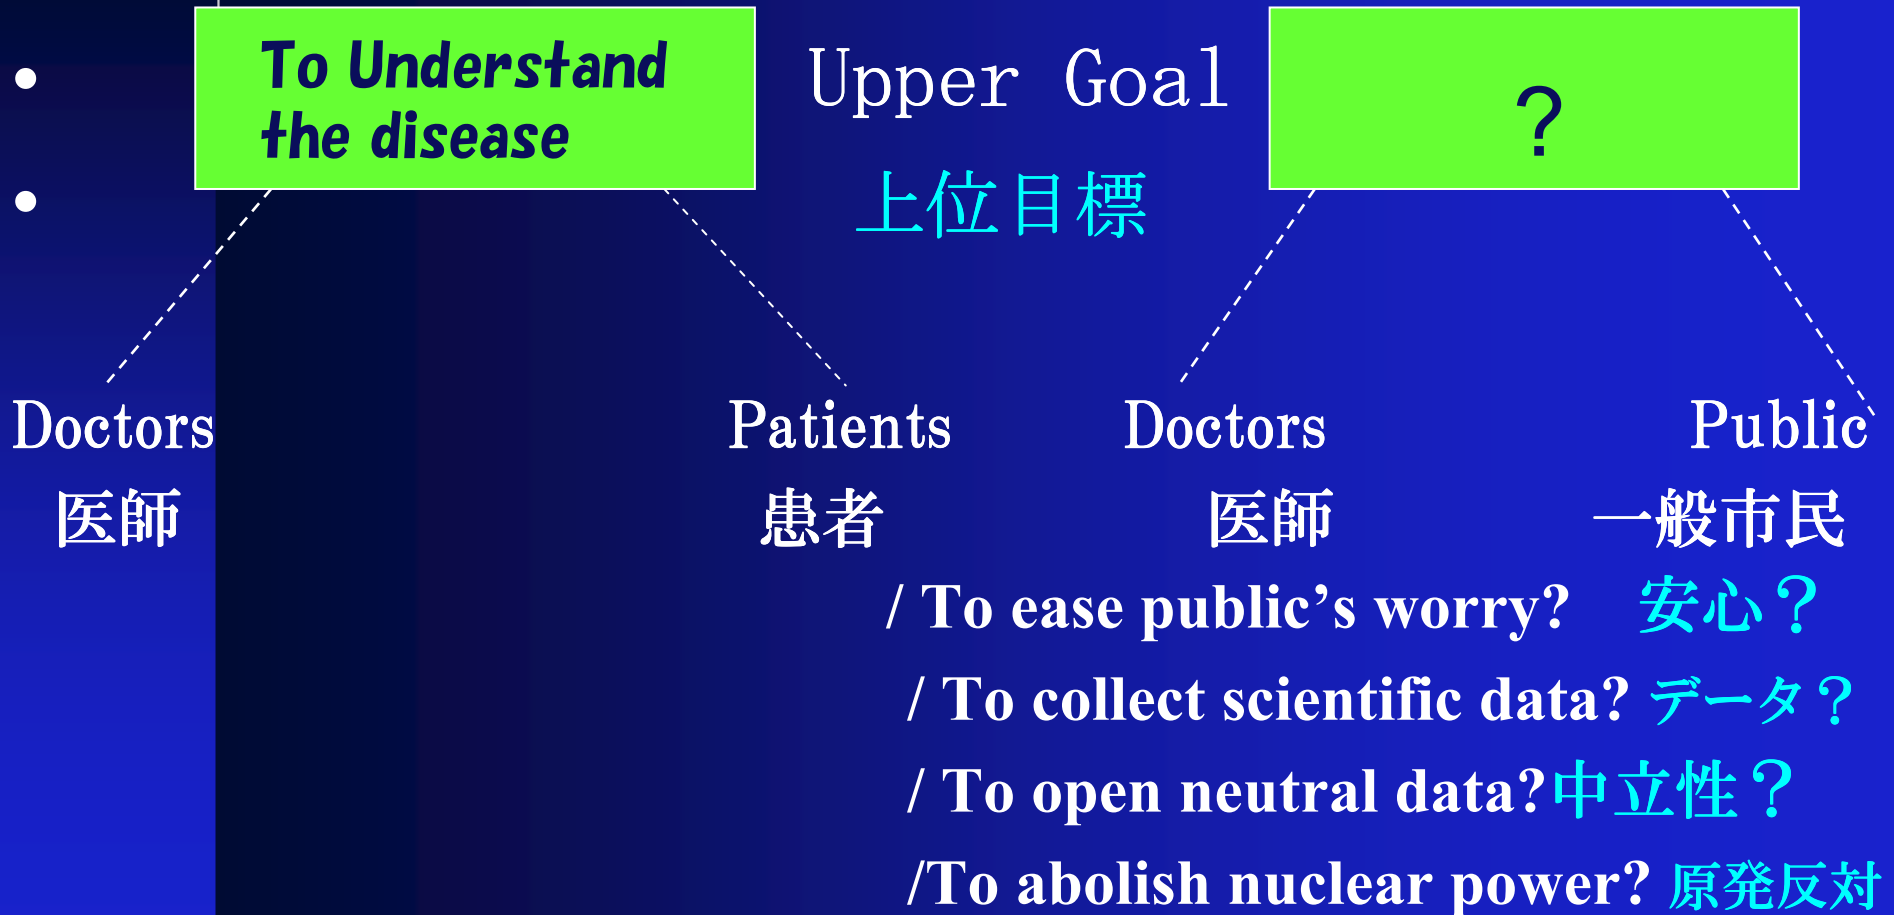 To Understand
the disease
Upper Goal
上位目標
?
Doctors
医師
Patients
患者
Doctors
医師
Public
一般市民
/ To ease public’s worry? 安心？
/ To collect scientific data? データ？
/ To open neutral data?中立性？
/To abolish nuclear power? 原発反対